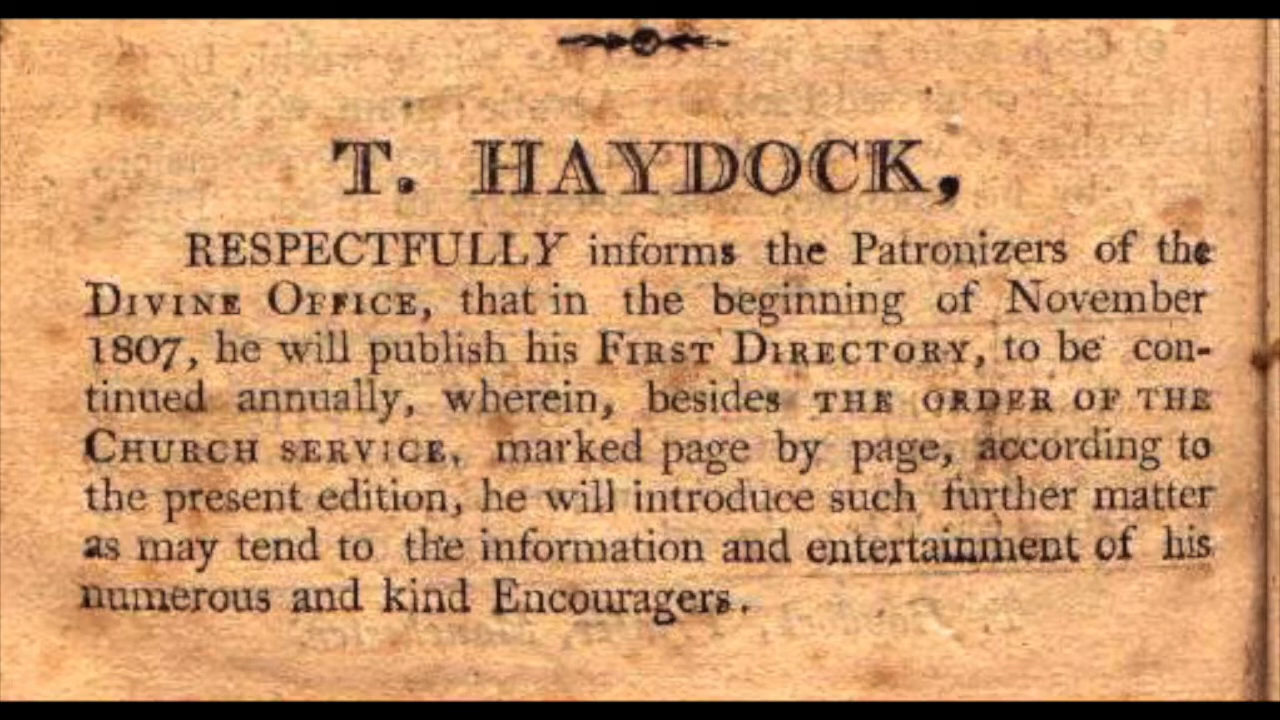 T. HAYDOCK,
RESPECTFULLY informs the Patronizers of the
DIVINE OFFICE, that in the beginning of November
1807, he will publish his FIRST DIRECTORY, to be con-
tinued annually, wherein, besides THE ORDER OF THE
CHURCH SERVICE, marked page by page, according to
the present edition, he will introduce such further matter
as may tend to the information and entertainment of his
numerous and kind Encouragers.